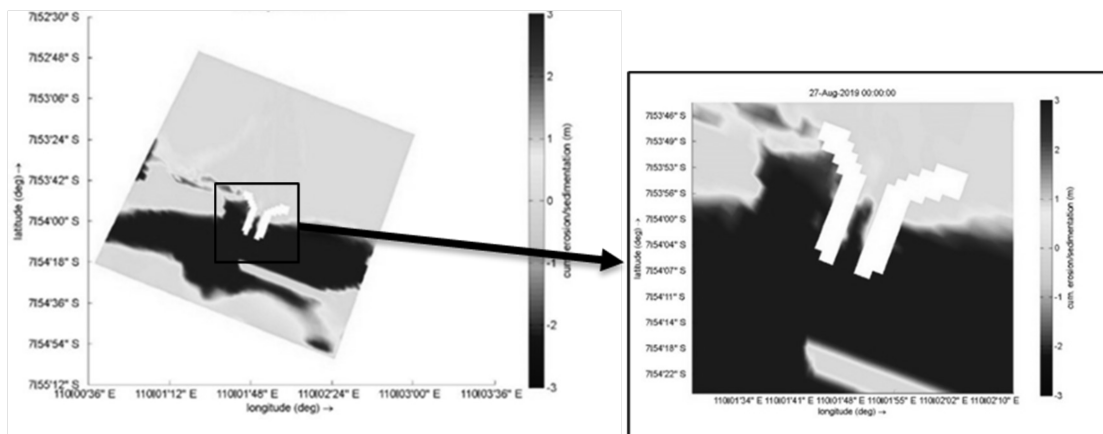 7|52'30" S
7|52'48" S
7|53'06" S
7|53'24" S
7|53'42" S
7|54'00" S
7|54'18" S
7|54'36" S
7|54'54" S
7|55'12" S
latitude (deg) →
110|00'36" E 110|01'12" E 110|01'48" E 110|02'24" E 110|03'00" E 110|03'36" E
longitude (deg) →
3
2
1
0
-1
-2
-3
cum. erosion/sedimentation (m)
27-Aug-2019 00:00:00
7|53'46" S
7|53'49" S
7|53'53" S
7|53'56" S
7|54'00" S
7|54'04" S
7|54'07" S
7|54'11" S
7|54'14" S
7|54'18" S
7|54'22" S
latitude (deg) →
110|01'34" E 110|01'41" E 110|01'48" E 110|01'55" E 110|02'02" E 110|02'10" E
longitude (deg) →
3
2
1
0
-1
-2
-3
cum. erosion/sedimentation (m)